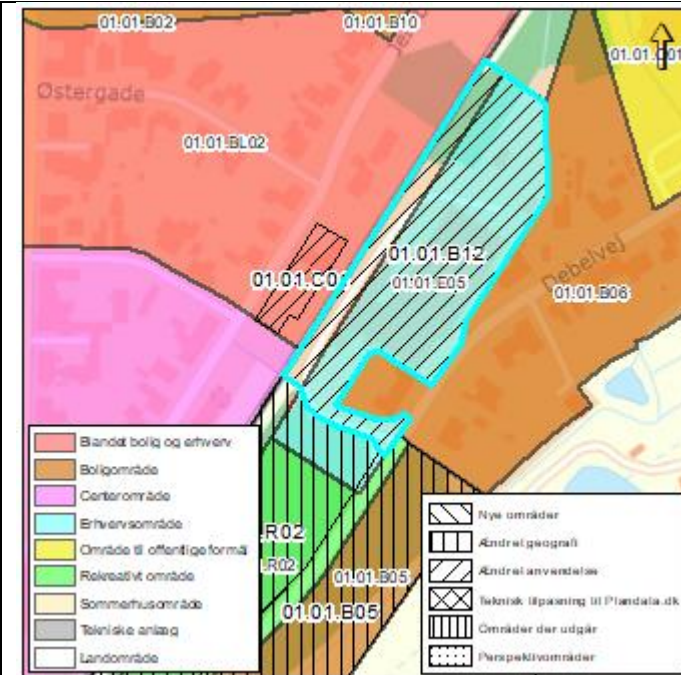 01.01.B02
01.01.B10
Østergade
01.01.BL02
01.01.B12
01.01.C01
01.01.E05
Debelvej
01.01.B06
Blandet bolig og erhverv
Boligområde
Centerområde
Erhvervsområde
Område til offentlige formå
Rekreativt område
Sommerhusområde
Tekniske anlæg
Landområde
.R02
.R02
01.01.B05
01.01.B05
Nye områder
Ændret geografi
Ændret anvendelse
Teknisk tilpasning til Plandata.dk
Områder der udgår
Perspektivområder